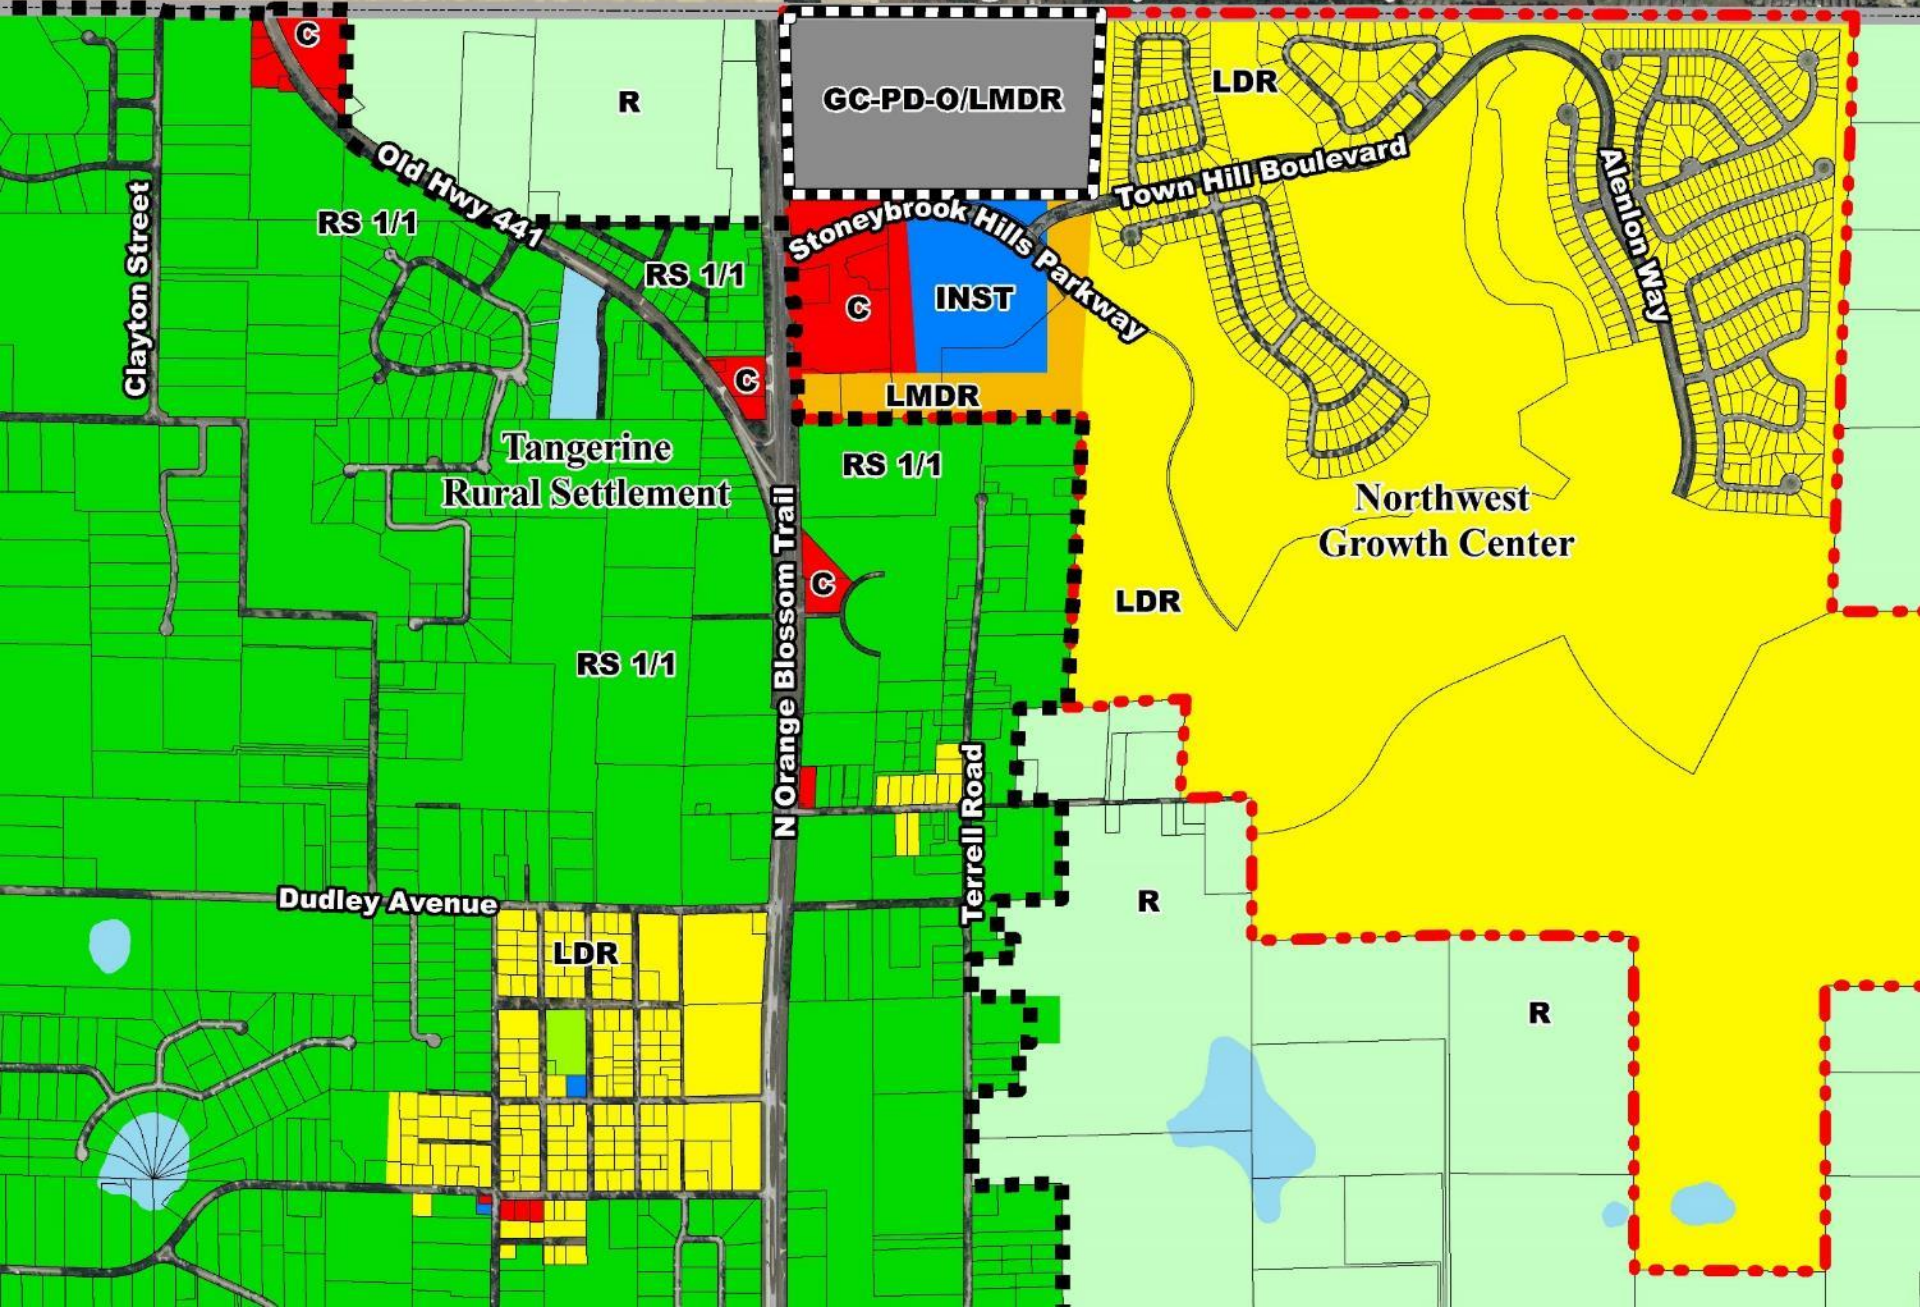 C
R
GC-PD-O/LMDR
LDR
Old Hwy 441
Town Hill Boulevard
Alenlon Way
Clayton Street
RS 1/1
Stoneybrook Hills Parkway
RS 1/1
C
INST
C
LMDR
Tangerine
Rural Settlement
RS 1/1
N Orange Blossom Trail
Northwest
Growth Center
C
LDR
RS 1/1
Terrell Road
Dudley Avenue
R
LDR
R